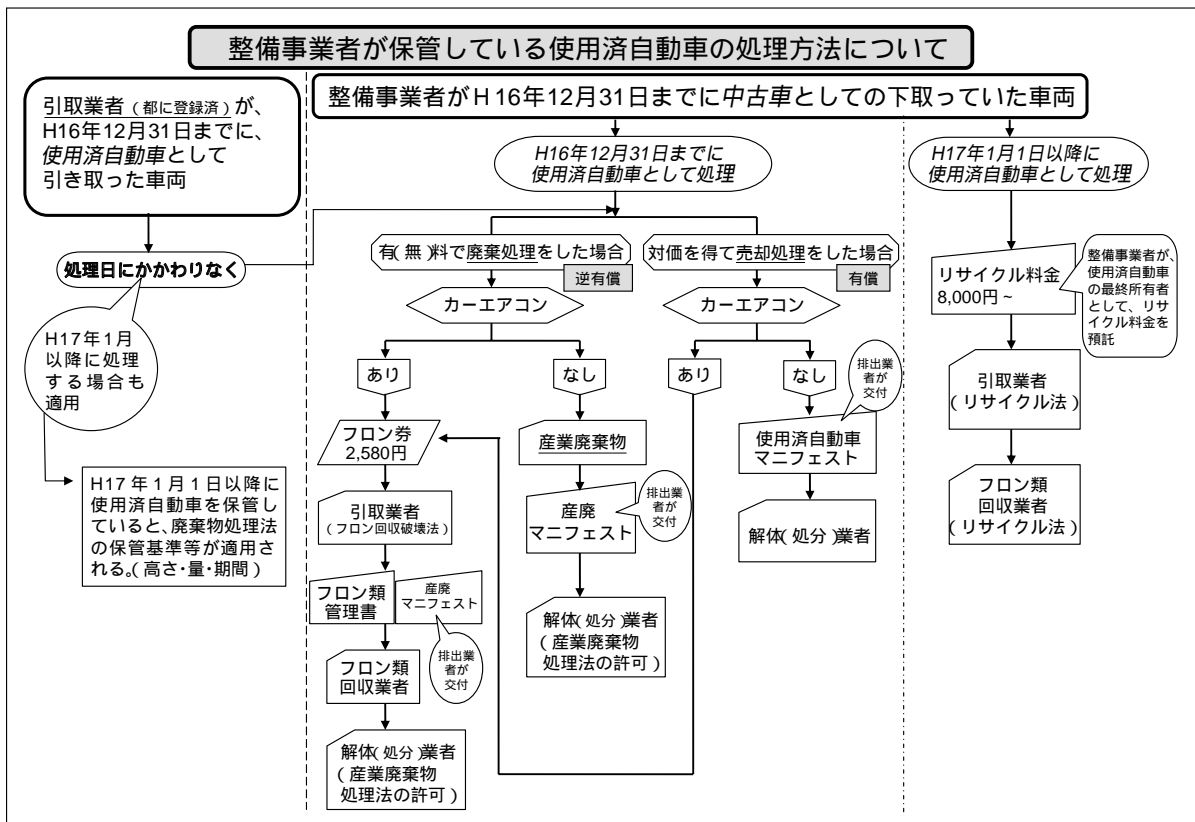 整備事業者が保管している使用済自動車の処理方法について
引取業者（都に登録済）が、
H16年12月31日までに、
使用済自動車として
引き取った車両
処理日にかかわりなく
H17年1月
以降に処理
する場合も
適用
H17年1月1日以降に
使用済自動車を保管し
ていると、廃棄物処理法
の保管基準等が適用さ
れる。(高さ・量・期間)
整備事業者がH16年12月31日までに中古車としての下取っていた車両
H16年12月31日までに
使用済自動車として処理
有(無)料で廃棄処理をした場合
逆有償
カーエアコン
あり
なし
フロン券
2,580円
引取業者
(フロン回収破壊法)
フロン類
管理書
産廃
マニフェスト
排出業
者が
交付
フロン類
回収業者
解体(処分)業者
(産業廃棄物
処理法の許可)
産業廃棄物
産廃
マニフェスト
排出業
者が
交付
解体(処分)業者
(産業廃棄物
処理法の許可)
対価を得て売却処理をした場合
有償
カーエアコン
あり
なし
排出業
者が
交付
使用済自動車
マニフェスト
解体(処分)業者
H17年1月1日以降に
使用済自動車として処理
リサイクル料金
8,000円~
整備事業者が、
使用済自動車
の最終所有者
として、リサイ
クル料金を
預託
引取業者
(リサイクル法)
フロン類
回収業者
(リサイクル法)